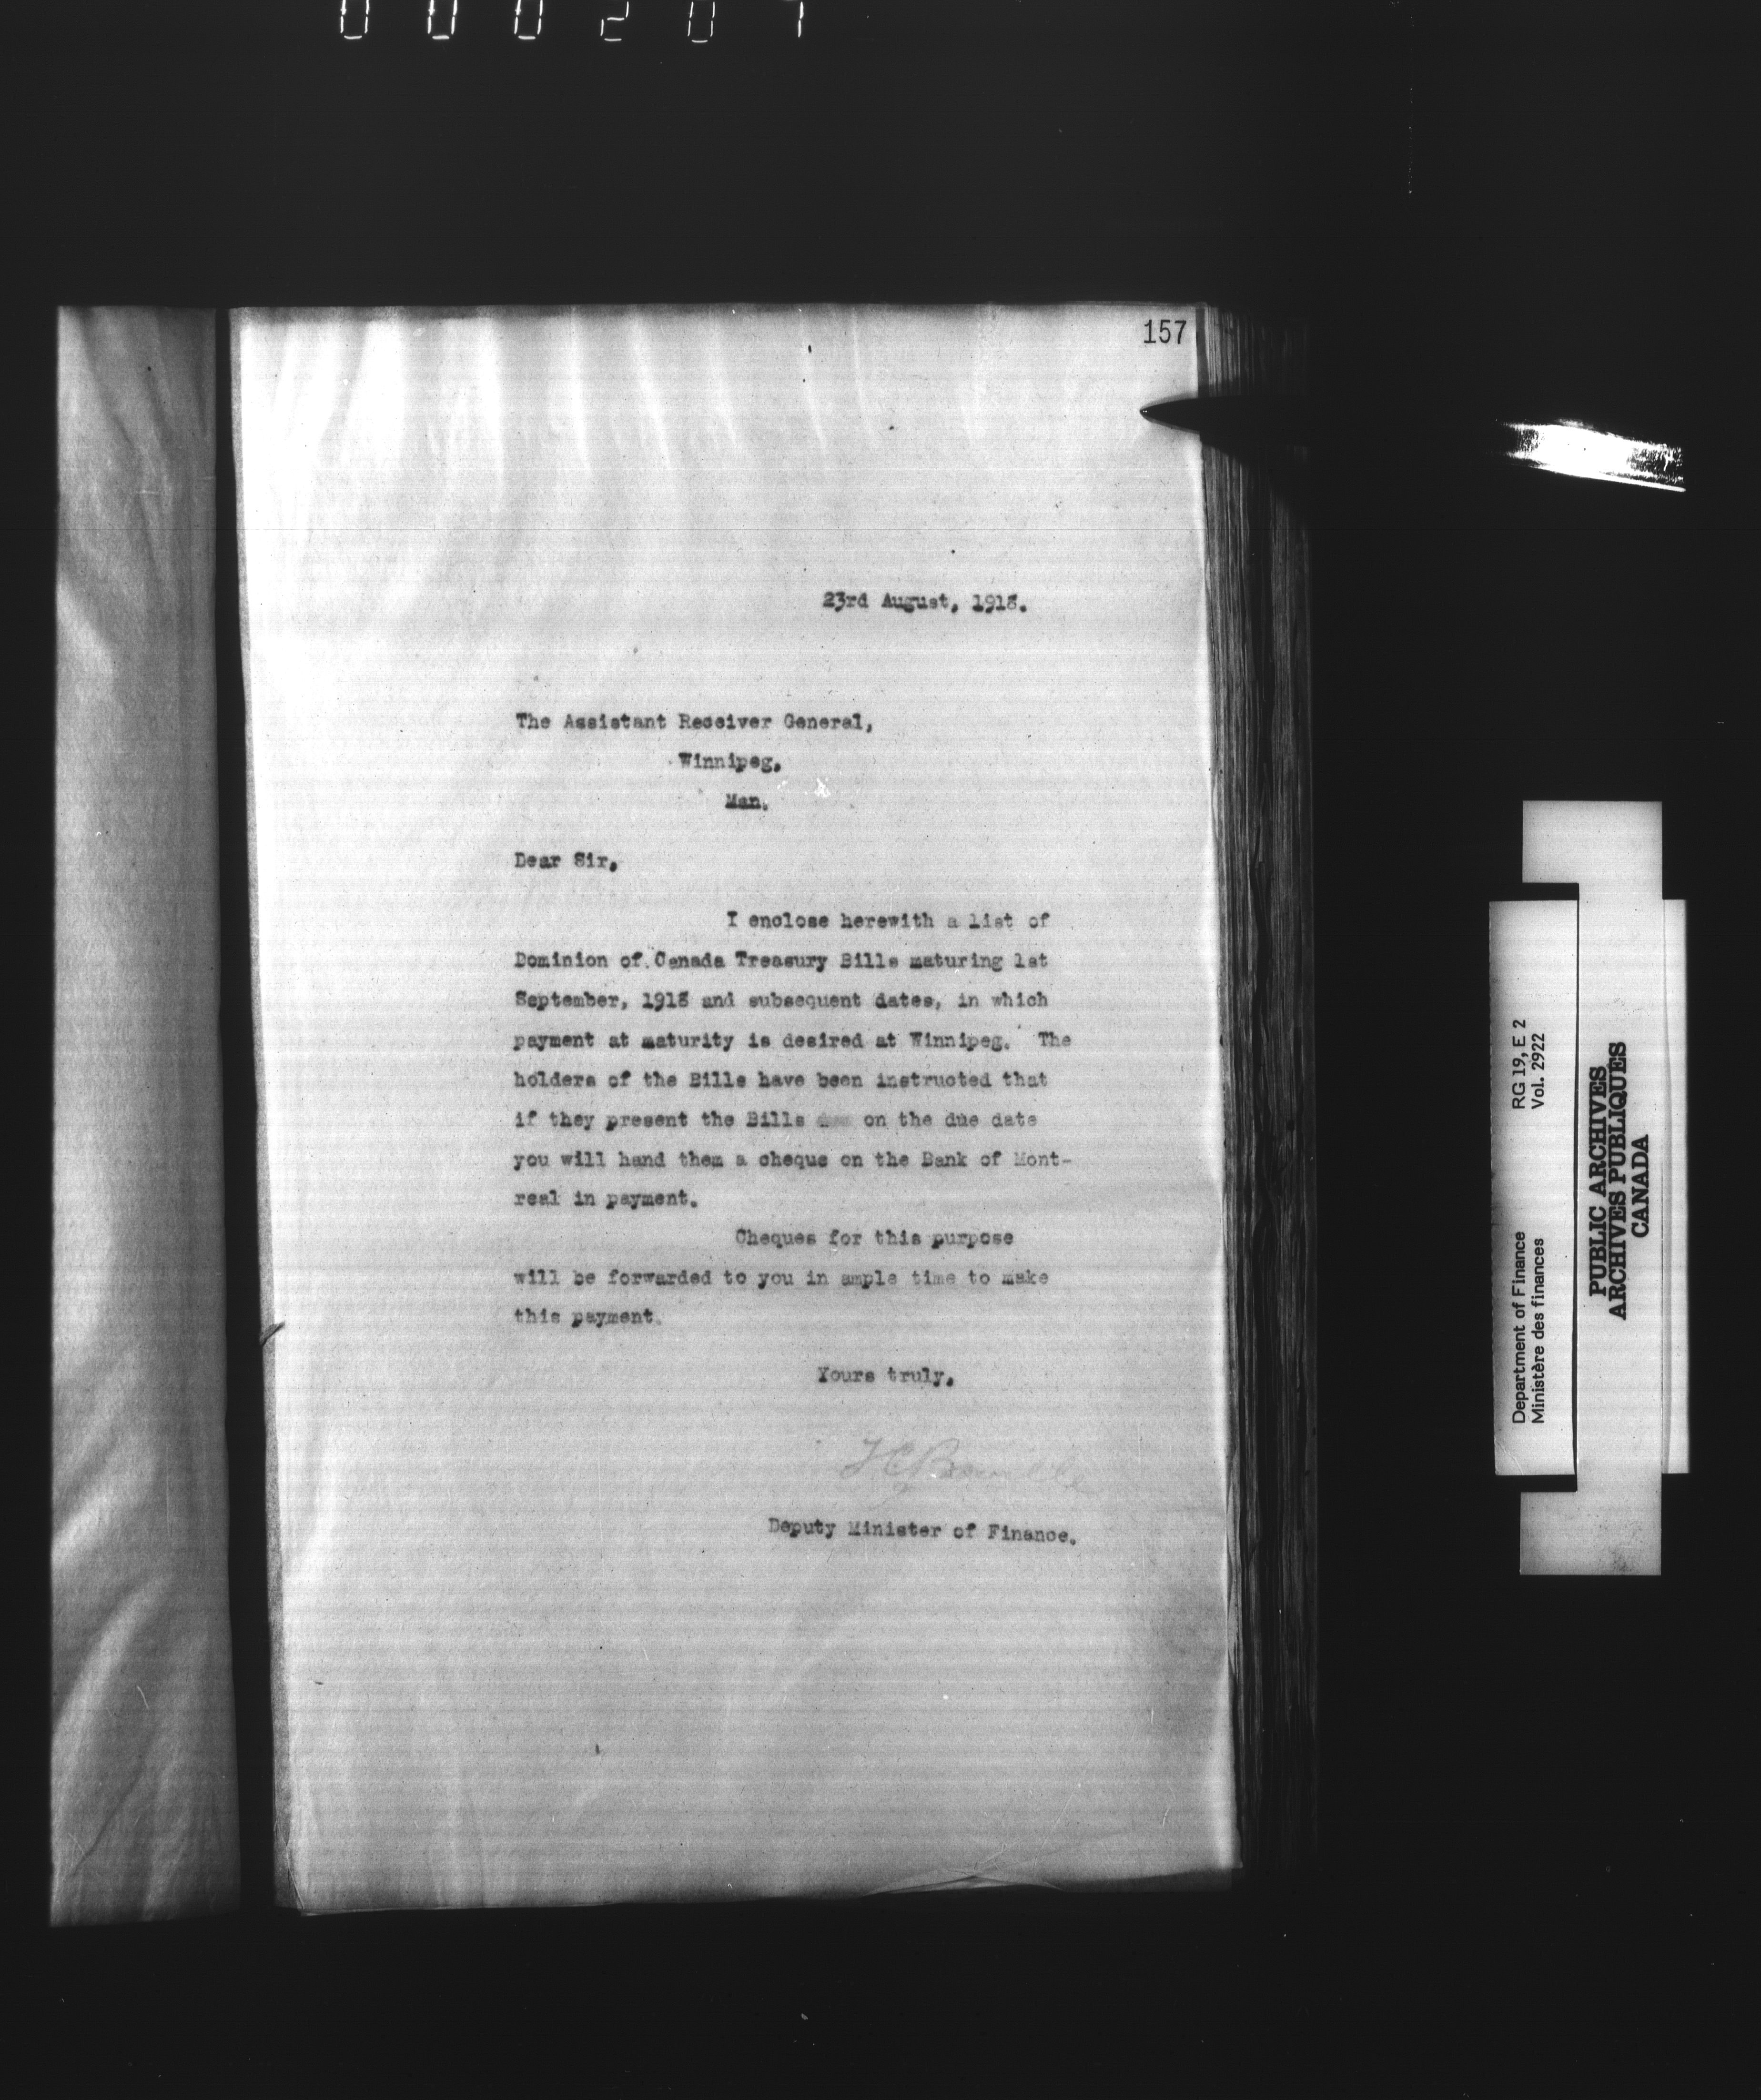 000207
157
23rd August, 1918.
The Assistant Receiver General,
Winnipeg.
Man.
Dear Sir,
I enclose herewith a list of
Dominion of Canada Treasury Bills maturing 1st
September, 1918 and subsequent dates, in which
payment at maturity is desired at Winnipeg. The
holders of the Bills have been instructed that
if they present the Bills on the due date
you will hand them a cheque on the Bank of Mont-
real in payment.
Cheques for this purpose
will be forwarded to you in ample time to make
this payment.
Yours truly,
Deputy Minister of Finance.
Department of Finance RG 19, E 2
Ministère des finances Vol. 2922
PUBLIC ARCHIVES
ARCHIVES PUBLIQUES
CANADA